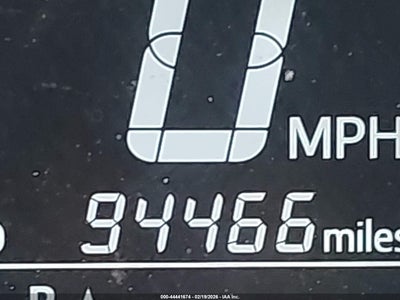 0 MPH
94466 miles
000-44441674 - 02/19/2026 - IAA Inc.